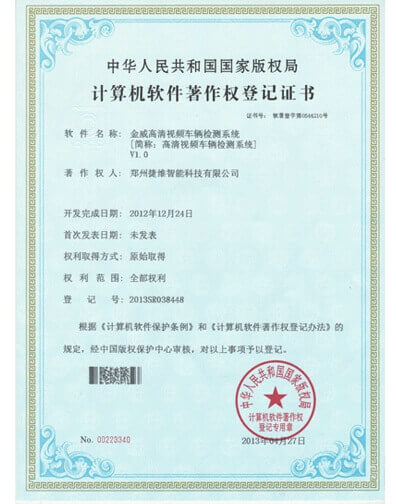 中华人民共和国国家版权局
计算机软件著作权登记证书
证书号： 软著登字第0544210号
软件名称： 金威高清视频车辆检测系统
[简称：高清视频车辆检测系统]
V1.0
著作权人： 郑州捷维智能科技有限公司
开发完成日期： 2012年12月24日
首次发表日期： 未发表
权利取得方式： 原始取得
权利范围： 全部权利
登记号： 2013SR038448
根据《计算机软件保护条例》和《计算机软件著作权登记办法》的
规定，经中国版权保护中心审核，对以上事项予以登记。
中华人民共和国国家版权局
计算机软件著作权
登记专用章
No. 00223340
2013年04月27日